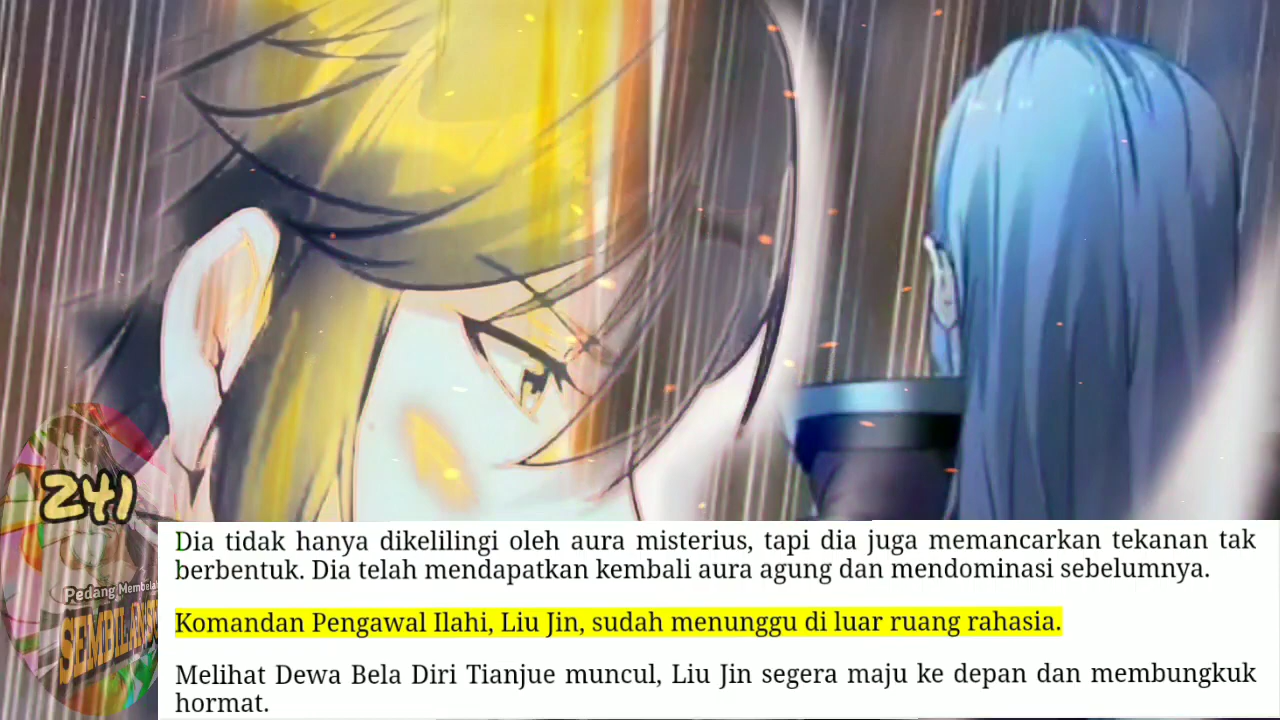 241
Pedang Membelah
Dia tidak hanya dikelilingi oleh aura misterius, tapi dia juga memancarkan tekanan tak
berbentuk. Dia telah mendapatkan kembali aura agung dan mendominasi sebelumnya.
Komandan Pengawal Ilahi, Liu Jin, sudah menunggu di luar ruang rahasia.
Melihat Dewa Bela Diri Tianjue muncul, Liu Jin segera maju ke depan dan membungkuk
hormat.